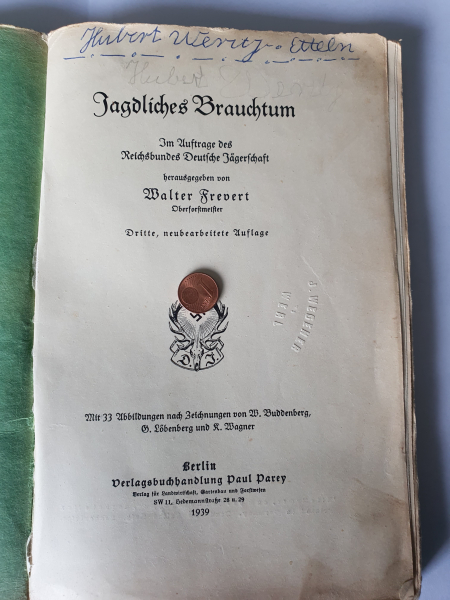 Hubert Weritz - Etteln
Hubert
Jagdliches Brauchtum
Im Auftrage des
Reichsbundes Deutsche Jägerschaft
herausgegeben von
Walter Frevert
Oberforstmeister
Dritte, neubearbeitete Auflage
D. J.
Mit 33 Abbildungen nach Zeichnungen von W. Buddenberg,
G. Löbenberg und K. Wagner
Berlin
Verlagsbuchhandlung Paul Parey
Verlag für Landwirtschaft, Gartenbau und Forstwesen
SW 11, Hedemannstraße 28 u. 29
1939